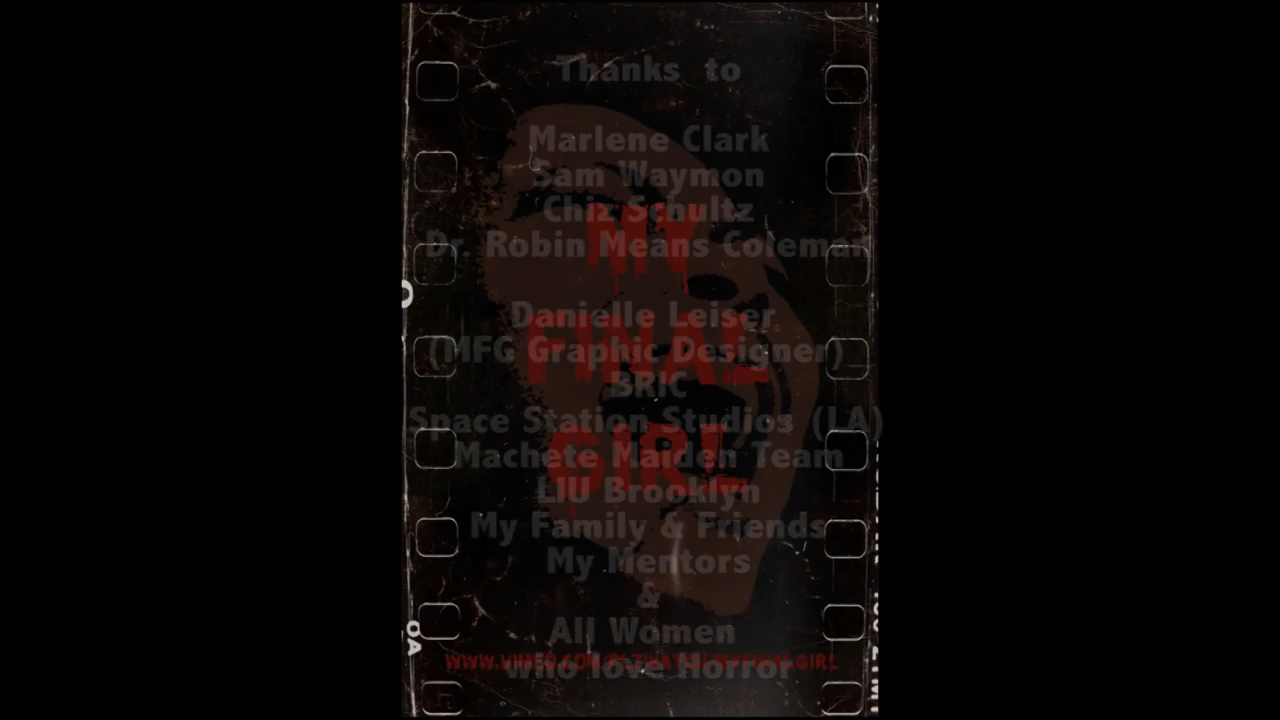 Thanks to
Marlene Clark
Sam Waymon
Chiz Schultz
Dr. Robin Means Coleman
MY
Danielle Leiser
FINAL
(MFG Graphic Designer)
BRIC
Space Station Studios (LA)
GIRL
Machete Maiden Team
LIU Brooklyn
My Family & Friends
My Mentors
&
All Women
who love Horror